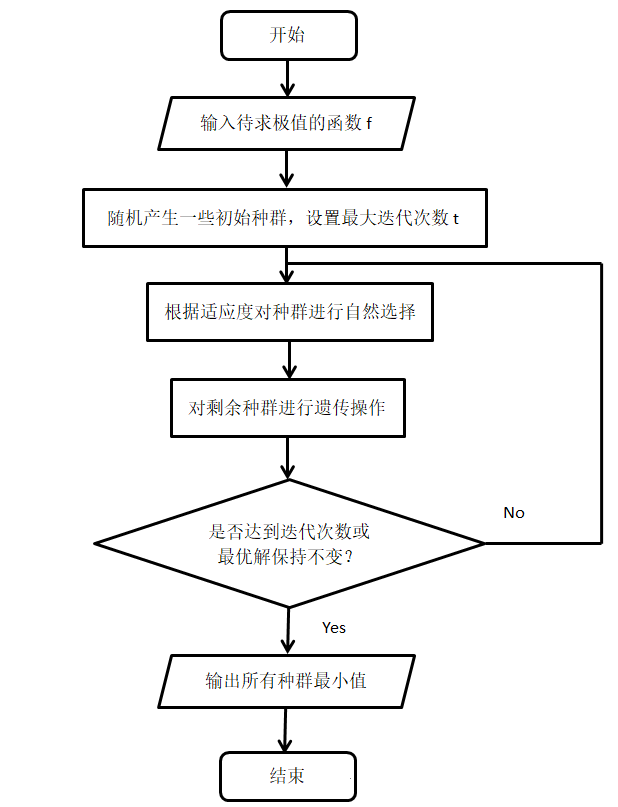 开始
输入待求极值的函数 f
随机产生一些初始种群，设置最大迭代次数 t
根据适应度对种群进行自然选择
对剩余种群进行遗传操作
是否达到迭代次数或
最优解保持不变？
No
Yes
输出所有种群最小值
结束